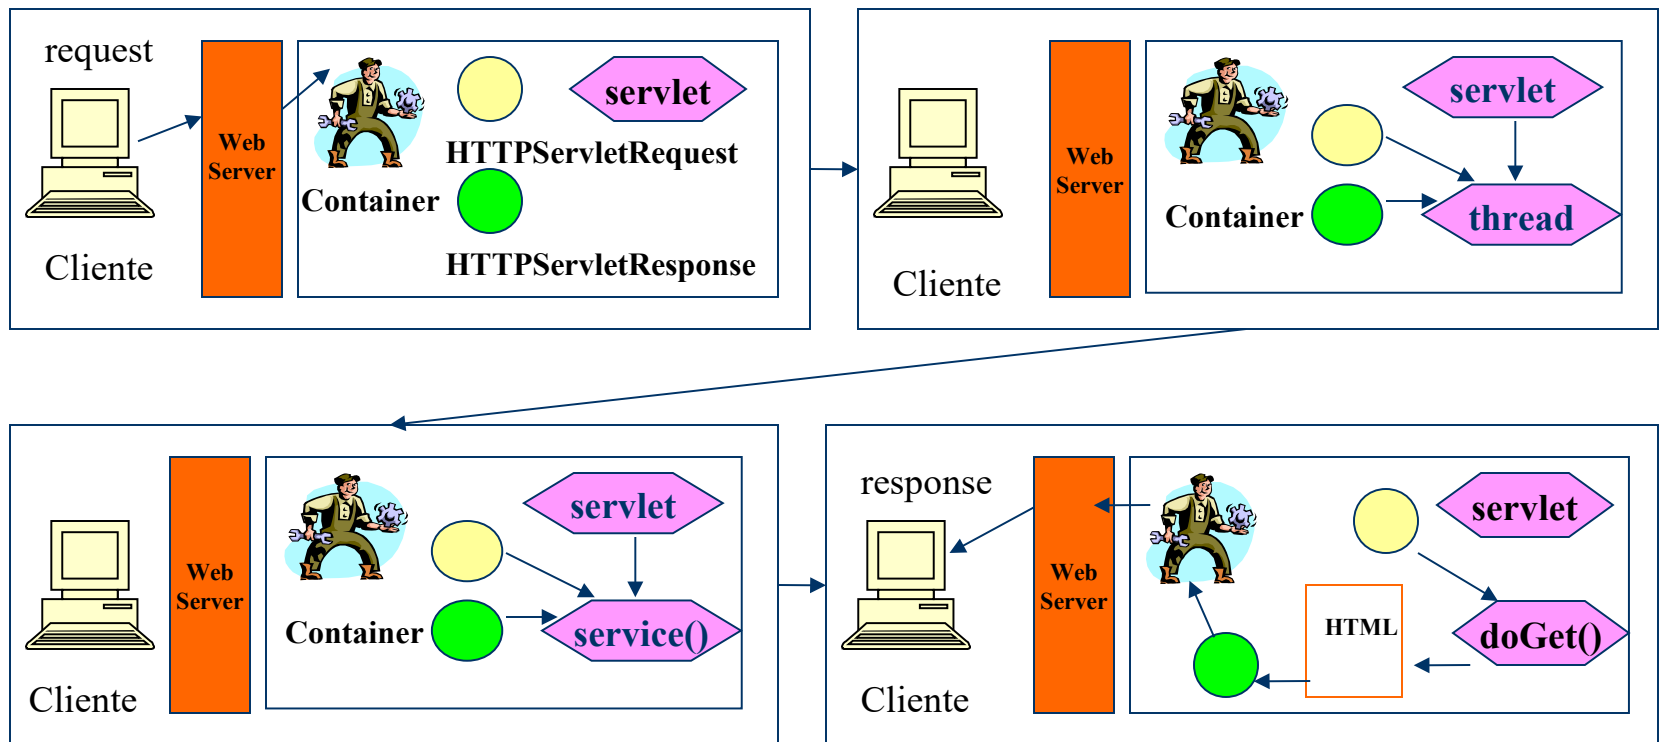 request
Web
Server
servlet
HTTPServletRequest
Container
HTTPServletResponse
Cliente
Web
Server
servlet
Container
thread
Cliente
Web
Server
servlet
Container
service()
Cliente
response
Web
Server
servlet
HTML
doGet()
Cliente